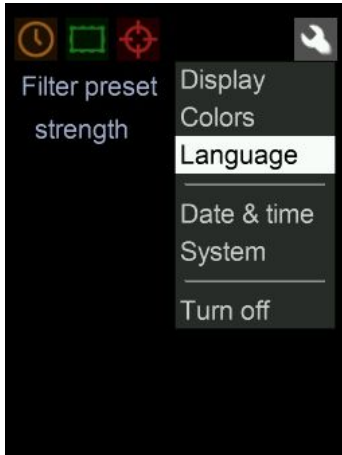 Filter preset
strength
Display
Colors
Language
Date & time
System
Turn off